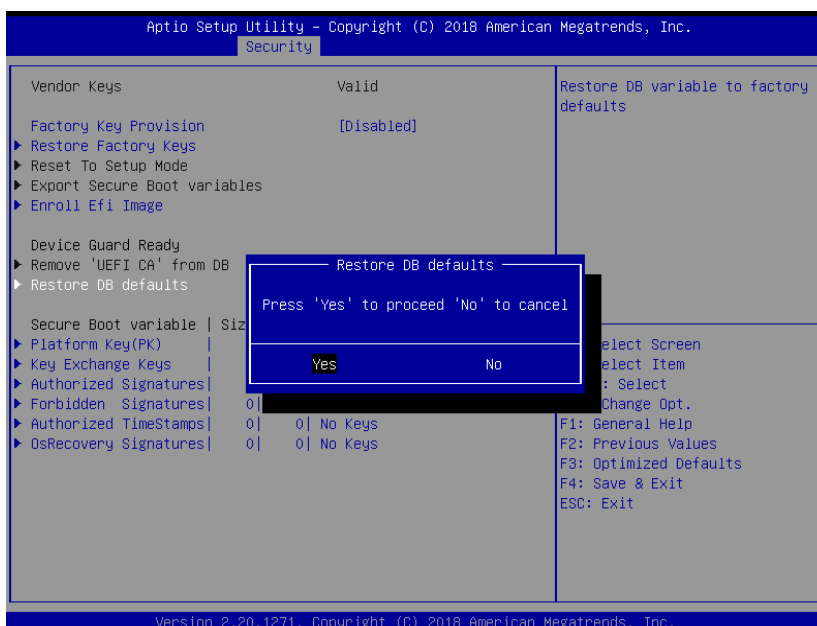 Aptio Setup Utility – Copyright (C) 2018 American Megatrends, Inc.
Security
Vendor Keys Valid
Factory Key Provision [Disabled]
Restore Factory Keys
Reset To Setup Mode
Export Secure Boot variables
Enroll Efi Image
Device Guard Ready
Remove 'UEFI CA' from DB
Restore DB defaults
Secure Boot variable | Siz
Platform Key(PK) |
Key Exchange Keys |
Authorized Signatures|
Forbidden Signatures| 0|
Authorized TimeStamps| 0| 0| No Keys
OsRecovery Signatures| 0| 0| No Keys
Restore DB defaults
Press 'Yes' to proceed 'No' to cancel
Yes No
Restore DB variable to factory
defaults
elect Screen
elect Item
: Select
Change Opt.
F1: General Help
F2: Previous Values
F3: Optimized Defaults
F4: Save & Exit
ESC: Exit
Version 2.20.1271. Copyright (C) 2018 American Megatrends, Inc.